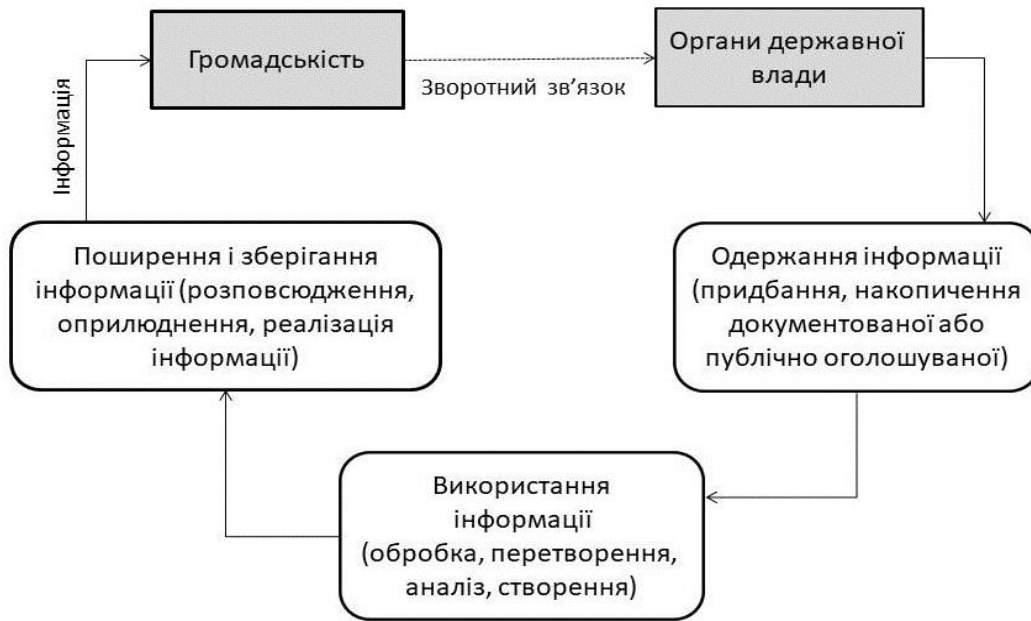 Громадськість
Зворотний зв’язок
Органи державної
влади
Інформація
Поширення і зберігання
інформації (розповсюдження,
оприлюднення, реалізація
інформації)
Одержання інформації
(придбання, накопичення
документованої або
публічно оголошуваної)
Використання
інформації
(обробка, перетворення,
аналіз, створення)